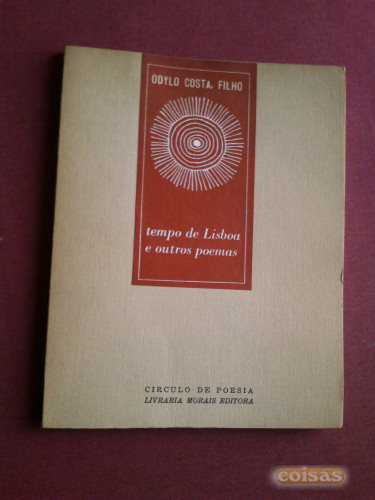 ODYLO COSTA, FILHO
tempo de Lisboa
e outros poemas
CÍRCULO DE POESIA
LIVRARIA MORAIS EDITORA
coisas